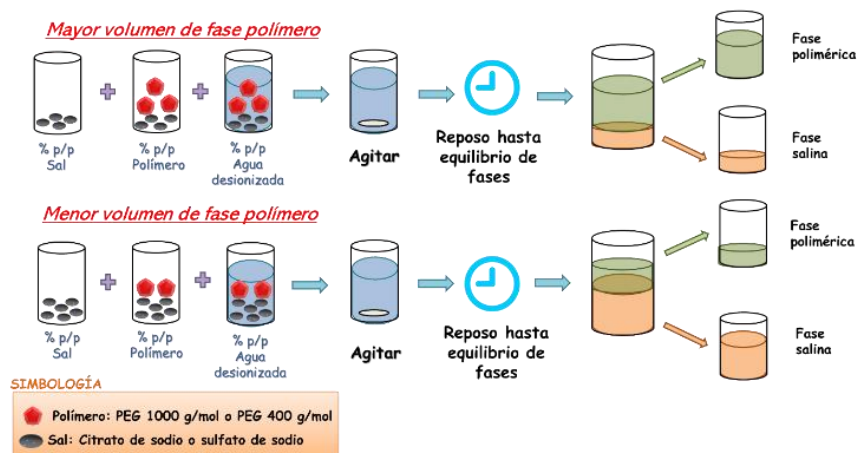 Mayor volumen de fase polímero
% p/p
Sal
% p/p
Polímero
% p/p
Agua
desionizada
Agitar
Reposo hasta
equilibrio de
fases
Fase
polimérica
Fase
salina
Menor volumen de fase polímero
% p/p
Sal
% p/p
Polímero
% p/p
Agua
desionizada
Agitar
Reposo hasta
equilibrio de
fases
Fase
polimérica
Fase
salina
SIMBOLOGÍA
Polímero: PEG 1000 g/mol o PEG 400 g/mol
Sal: Citrato de sodio o sulfato de sodio